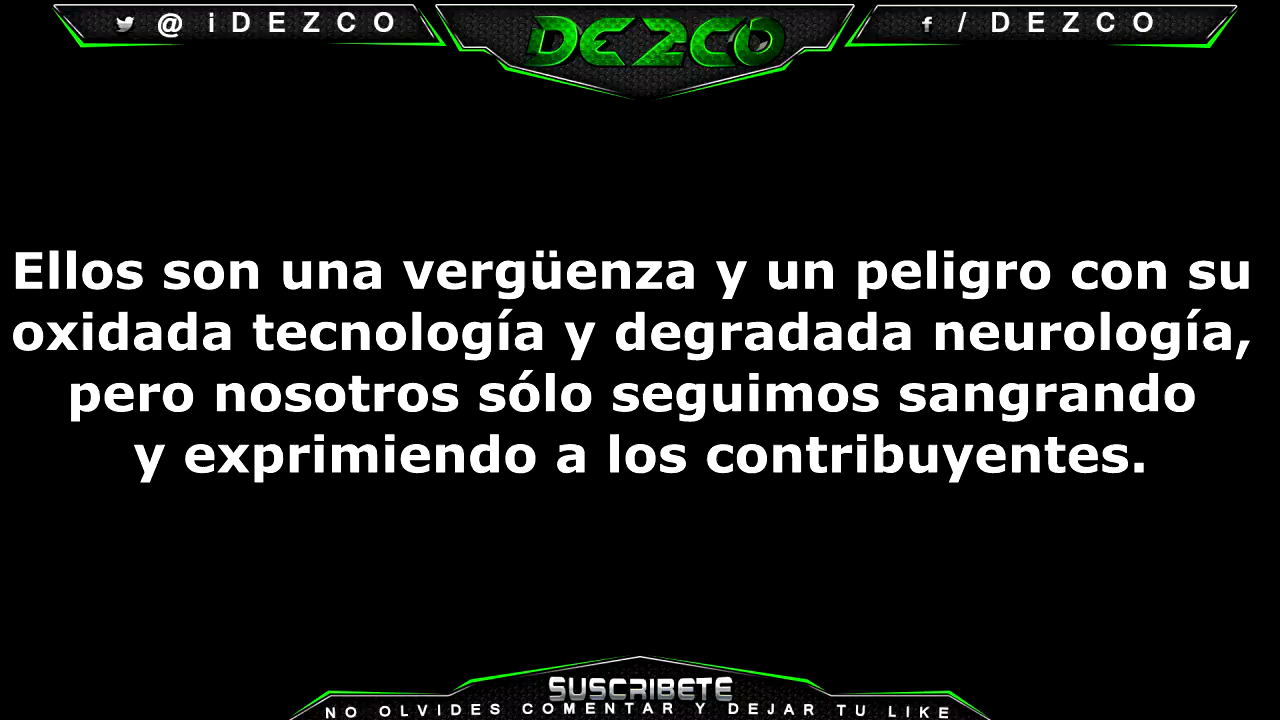 @iDEZCO
DEZCO
f / DEZCO
Ellos son una vergüenza y un peligro con su
oxidada tecnología y degradada neurología,
pero nosotros sólo seguimos sangrando
y exprimiendo a los contribuyentes.
SUSCRIBETE
NO OLVIDES COMENTAR Y DEJAR TU LIKE